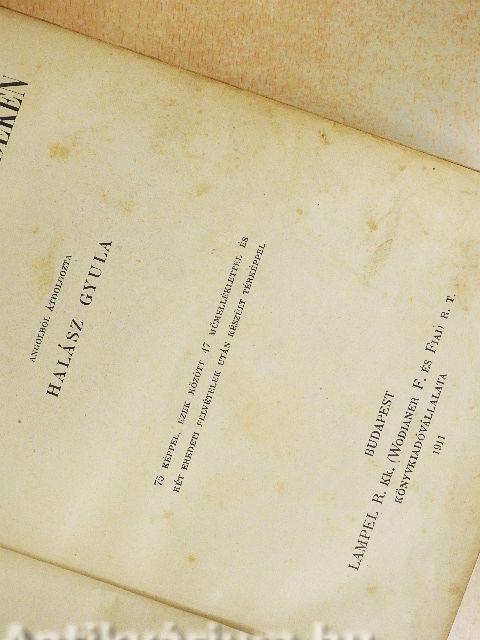 ANGOLBÓL ÁTDOLGOZTA
HALÁSZ GYULA
75 KÉPPEL, EZEK KÖZÖTT 47 MŰMELLÉKLETTEL ÉS
KÉT EREDETI FELVÉTELEK UTÁN KÉSZÜLT TÉRKÉPPEL
BUDAPEST
LAMPEL R. KK. (WODIANER F. ÉS FIAI) R. T.
KÖNYVKIADÓVÁLLALATA
1911